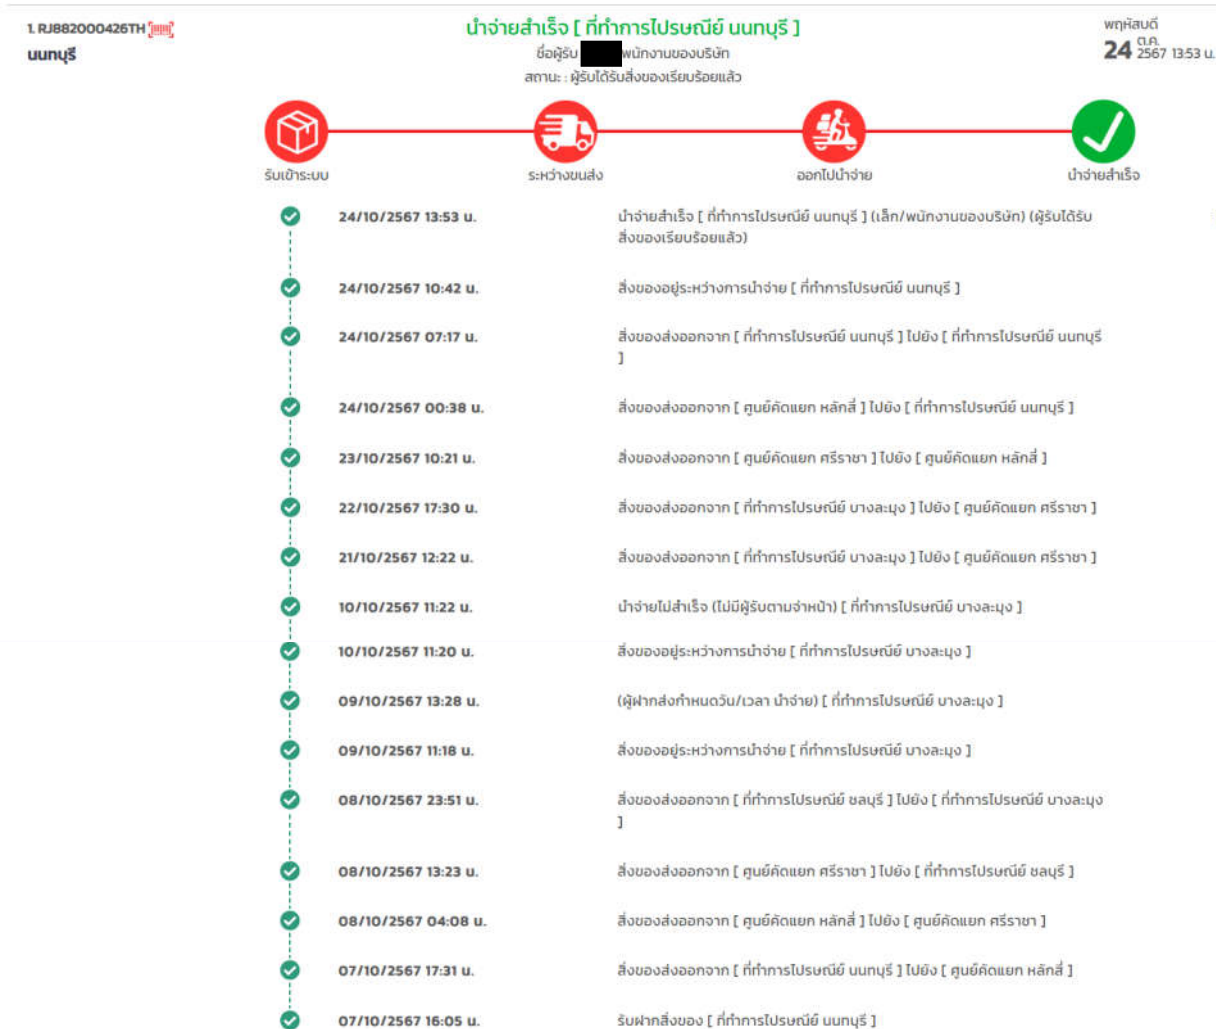 1. RJ882000426TH
นนทบุรี
นำจ่ายสำเร็จ [ ที่ทำการไปรษณีย์ นนทบุรี ]
ชื่อผู้รับ พนักงานของบริษัท
สถานะ : ผู้รับได้รับสิ่งของเรียบร้อยแล้ว
พฤหัสบดี
24 ต.ค. 2567 13:53 น.
รับเข้าระบบ
ระหว่างขนส่ง
ออกไปนำจ่าย
นำจ่ายสำเร็จ
24/10/2567 13:53 น. นำจ่ายสำเร็จ [ ที่ทำการไปรษณีย์ นนทบุรี ] (เล็ก/พนักงานของบริษัท) (ผู้รับได้รับ
สิ่งของเรียบร้อยแล้ว)
24/10/2567 10:42 น. สิ่งของอยู่ระหว่างการนำจ่าย [ ที่ทำการไปรษณีย์ นนทบุรี ]
24/10/2567 07:17 น. สิ่งของส่งออกจาก [ ที่ทำการไปรษณีย์ นนทบุรี ] ไปยัง [ ที่ทำการไปรษณีย์ นนทบุรี
]
24/10/2567 00:38 น. สิ่งของส่งออกจาก [ ศูนย์คัดแยก หลักสี่ ] ไปยัง [ ที่ทำการไปรษณีย์ นนทบุรี ]
23/10/2567 10:21 น. สิ่งของส่งออกจาก [ ศูนย์คัดแยก ศรีราชา ] ไปยัง [ ศูนย์คัดแยก หลักสี่ ]
22/10/2567 17:30 น. สิ่งของส่งออกจาก [ ที่ทำการไปรษณีย์ บางละมุง ] ไปยัง [ ศูนย์คัดแยก ศรีราชา ]
21/10/2567 12:22 น. สิ่งของส่งออกจาก [ ที่ทำการไปรษณีย์ บางละมุง ] ไปยัง [ ศูนย์คัดแยก ศรีราชา ]
10/10/2567 11:22 น. นำจ่ายไม่สำเร็จ (ไม่มีผู้รับตามจ่าหน้า) [ ที่ทำการไปรษณีย์ บางละมุง ]
10/10/2567 11:20 น. สิ่งของอยู่ระหว่างการนำจ่าย [ ที่ทำการไปรษณีย์ บางละมุง ]
09/10/2567 13:28 น. (ผู้ฝากส่งกำหนดวัน/เวลา นำจ่าย) [ ที่ทำการไปรษณีย์ บางละมุง ]
09/10/2567 11:18 น. สิ่งของอยู่ระหว่างการนำจ่าย [ ที่ทำการไปรษณีย์ บางละมุง ]
08/10/2567 23:51 น. สิ่งของส่งออกจาก [ ที่ทำการไปรษณีย์ ชลบุรี ] ไปยัง [ ที่ทำการไปรษณีย์ บางละมุง
]
08/10/2567 13:23 น. สิ่งของส่งออกจาก [ ศูนย์คัดแยก ศรีราชา ] ไปยัง [ ที่ทำการไปรษณีย์ ชลบุรี ]
08/10/2567 04:08 น. สิ่งของส่งออกจาก [ ศูนย์คัดแยก หลักสี่ ] ไปยัง [ ศูนย์คัดแยก ศรีราชา ]
07/10/2567 17:31 น. สิ่งของส่งออกจาก [ ที่ทำการไปรษณีย์ นนทบุรี ] ไปยัง [ ศูนย์คัดแยก หลักสี่ ]
07/10/2567 16:05 น. รับฝากสิ่งของ [ ที่ทำการไปรษณีย์ นนทบุรี ]